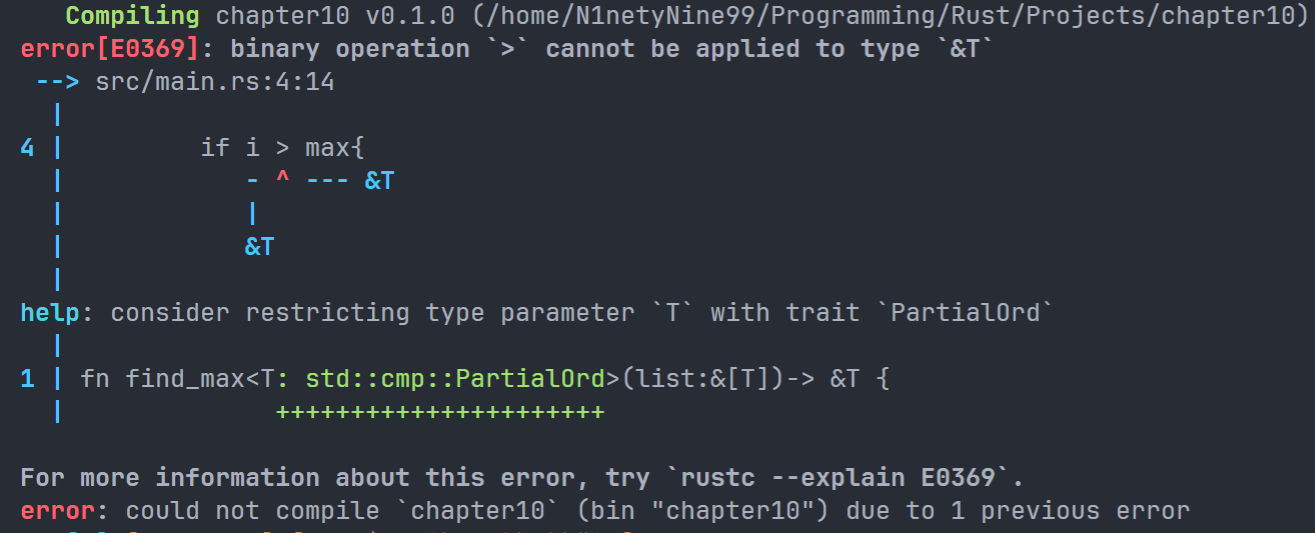 Compiling chapter10 v0.1.0 (/home/N1netyNine99/Programming/Rust/Projects/chapter10)
error[E0369]: binary operation `>` cannot be applied to type `&T`
 --> src/main.rs:4:14
  |
4 |         if i > max{
  |            - ^ --- &T
  |            |
  |            &T
  |
help: consider restricting type parameter `T` with trait `PartialOrd`
  |
1 | fn find_max<T: std::cmp::PartialOrd>(list:&[T])-> &T {
  |              ++++++++++++++++++++++
For more information about this error, try `rustc --explain E0369`.
error: could not compile `chapter10` (bin "chapter10") due to 1 previous error